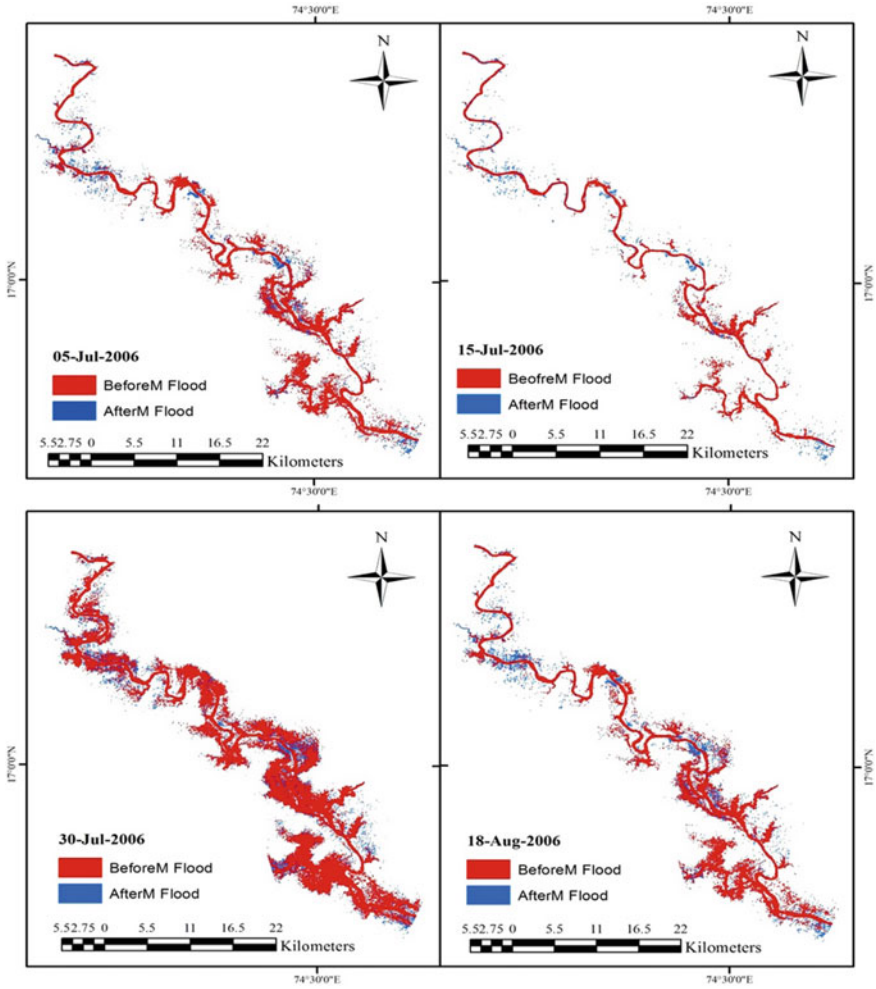 74°30'0"E
74°30'0"E
N
N
17°0'0"N
17°0'0"N
05-Jul-2006
BeforeM Flood
AfterM Flood
5.52.75 0 5.5 11 16.5 22
Kilometers
15-Jul-2006
BeofreM Flood
AfterM Flood
5.52.75 0 5.5 11 16.5 22
Kilometers
74°30'0"E
74°30'0"E
N
N
17°0'0"N
17°0'0"N
30-Jul-2006
BeforeM Flood
AfterM Flood
5.52.75 0 5.5 11 16.5 22
Kilometers
18-Aug-2006
BeforeM Flood
AfterM Flood
5.52.75 0 5.5 11 16.5 22
Kilometers
74°30'0"E
74°30'0"E